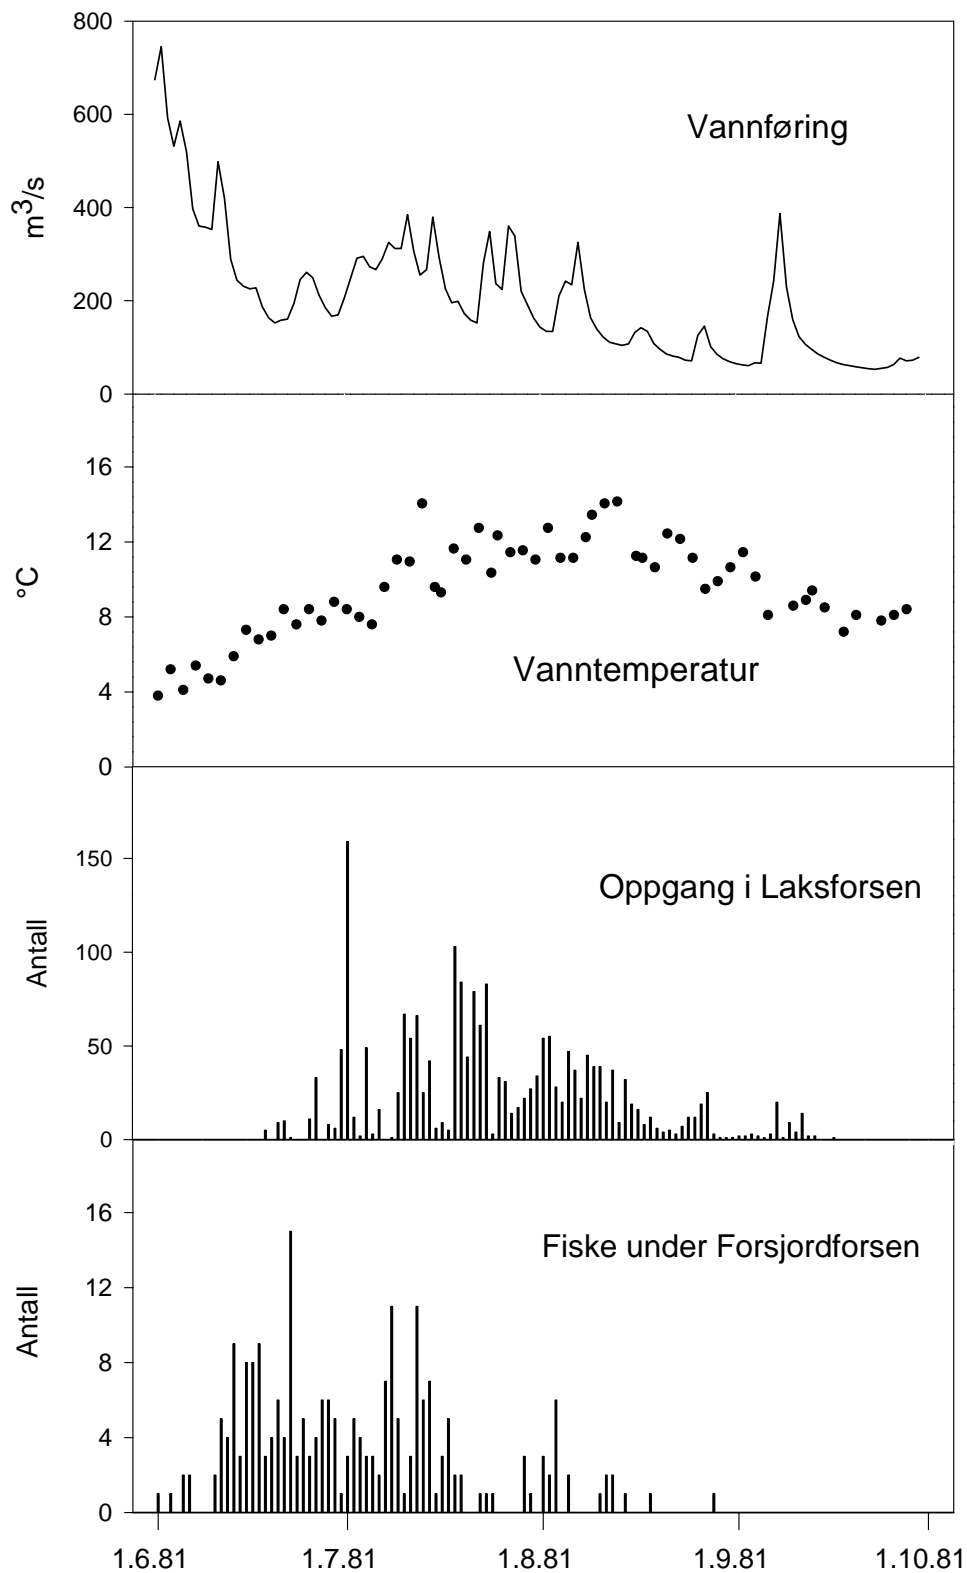 800
600
400
200
0
m³/s
Vannføring
16
12
8
4
0
°C
Vanntemperatur
150
100
50
0
Antall
Oppgang i Laksforsen
16
12
8
4
0
Antall
Fiske under Forsjordforsen
1.6.81 1.7.81 1.8.81 1.9.81 1.10.81